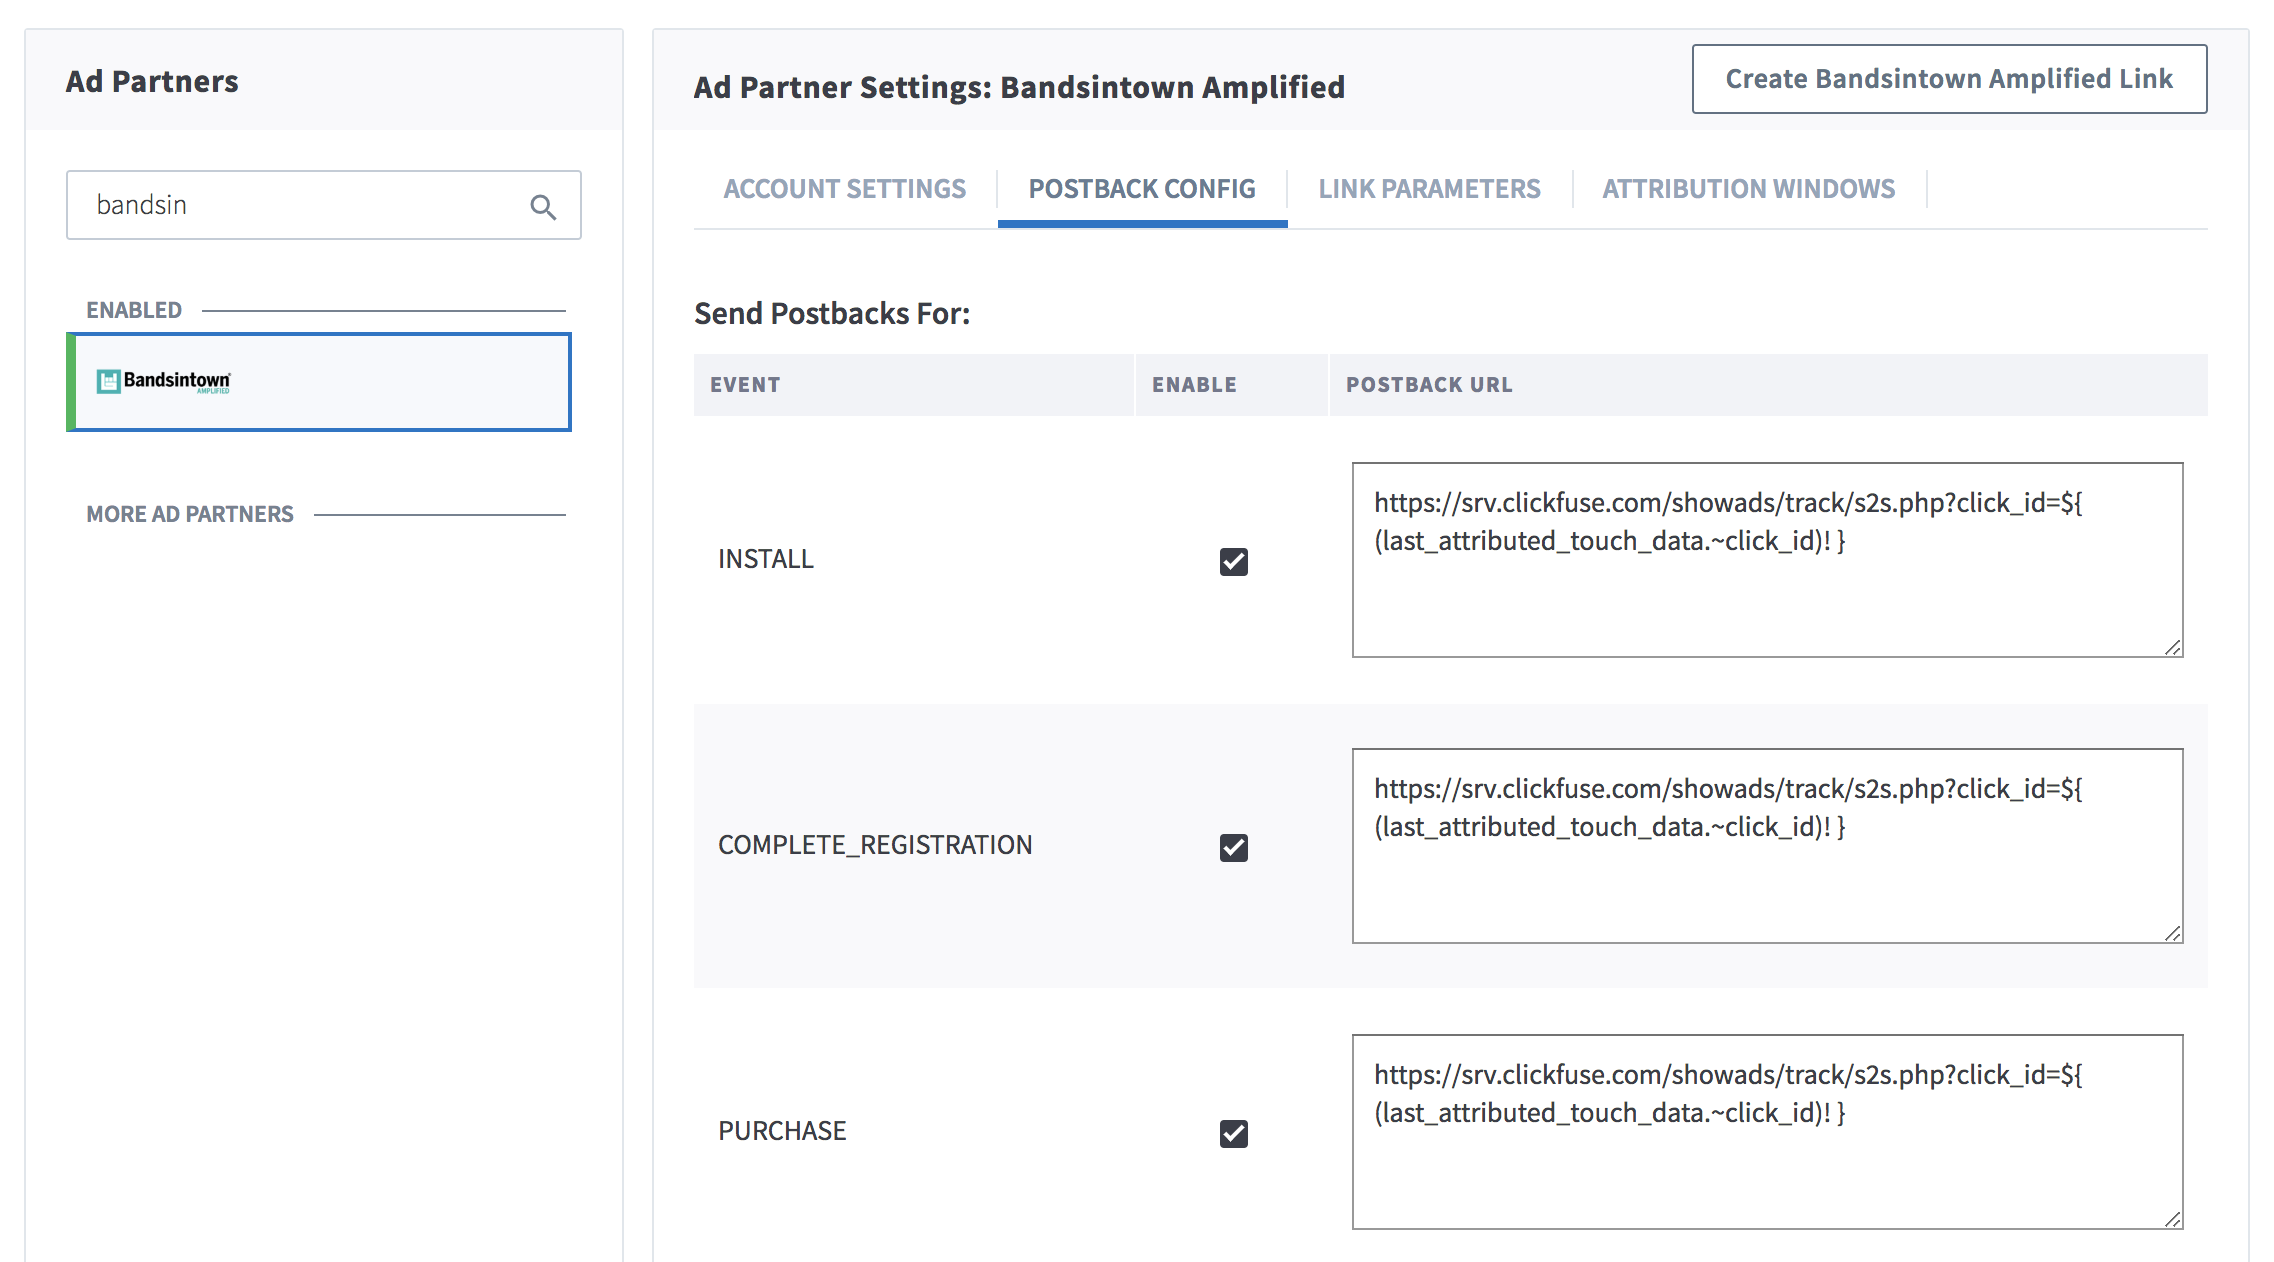 Ad Partners
bandsin
ENABLED
Bandsintown
AMPLIFIED
MORE AD PARTNERS
Ad Partner Settings: Bandsintown Amplified
Create Bandsintown Amplified Link
ACCOUNT SETTINGS
POSTBACK CONFIG
LINK PARAMETERS
ATTRIBUTION WINDOWS
Send Postbacks For:
EVENT
ENABLE
POSTBACK URL
INSTALL
https://srv.clickfuse.com/showads/track/s2s.php?click_id=${
(last_attributed_touch_data.~click_id)! }
COMPLETE_REGISTRATION
https://srv.clickfuse.com/showads/track/s2s.php?click_id=${
(last_attributed_touch_data.~click_id)! }
PURCHASE
https://srv.clickfuse.com/showads/track/s2s.php?click_id=${
(last_attributed_touch_data.~click_id)! }